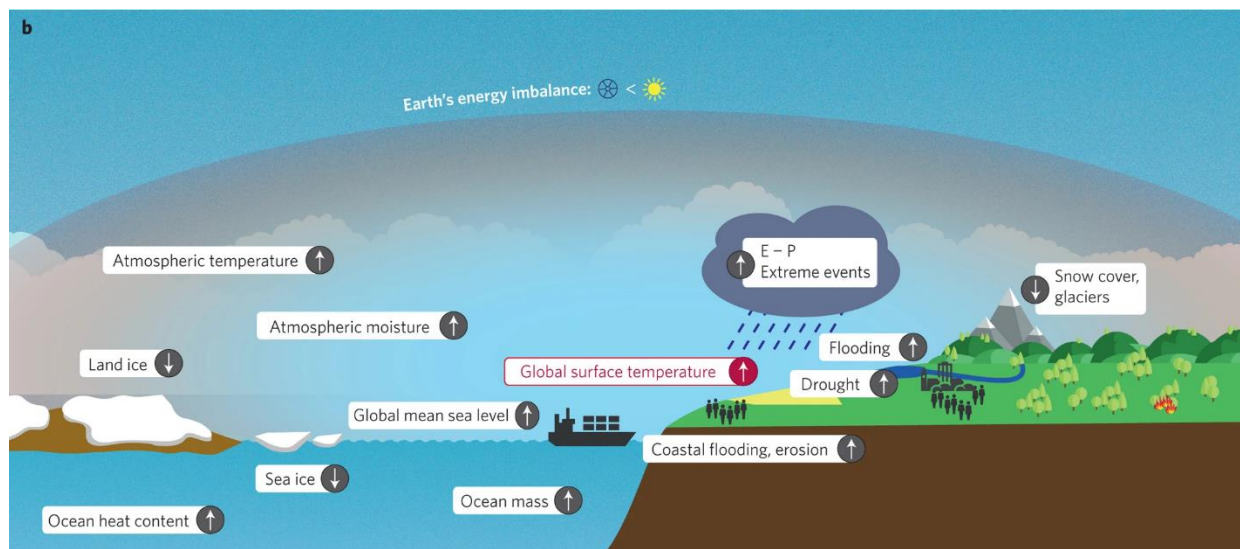 b
Earth's energy imbalance: <
Atmospheric temperature ↑
E – P
Extreme events ↑
Snow cover,
glaciers ↓
Atmospheric moisture ↑
Flooding ↑
Land ice ↓
Global surface temperature ↑
Drought ↑
Global mean sea level ↑
Coastal flooding, erosion ↑
Sea ice ↓
Ocean mass ↑
Ocean heat content ↑